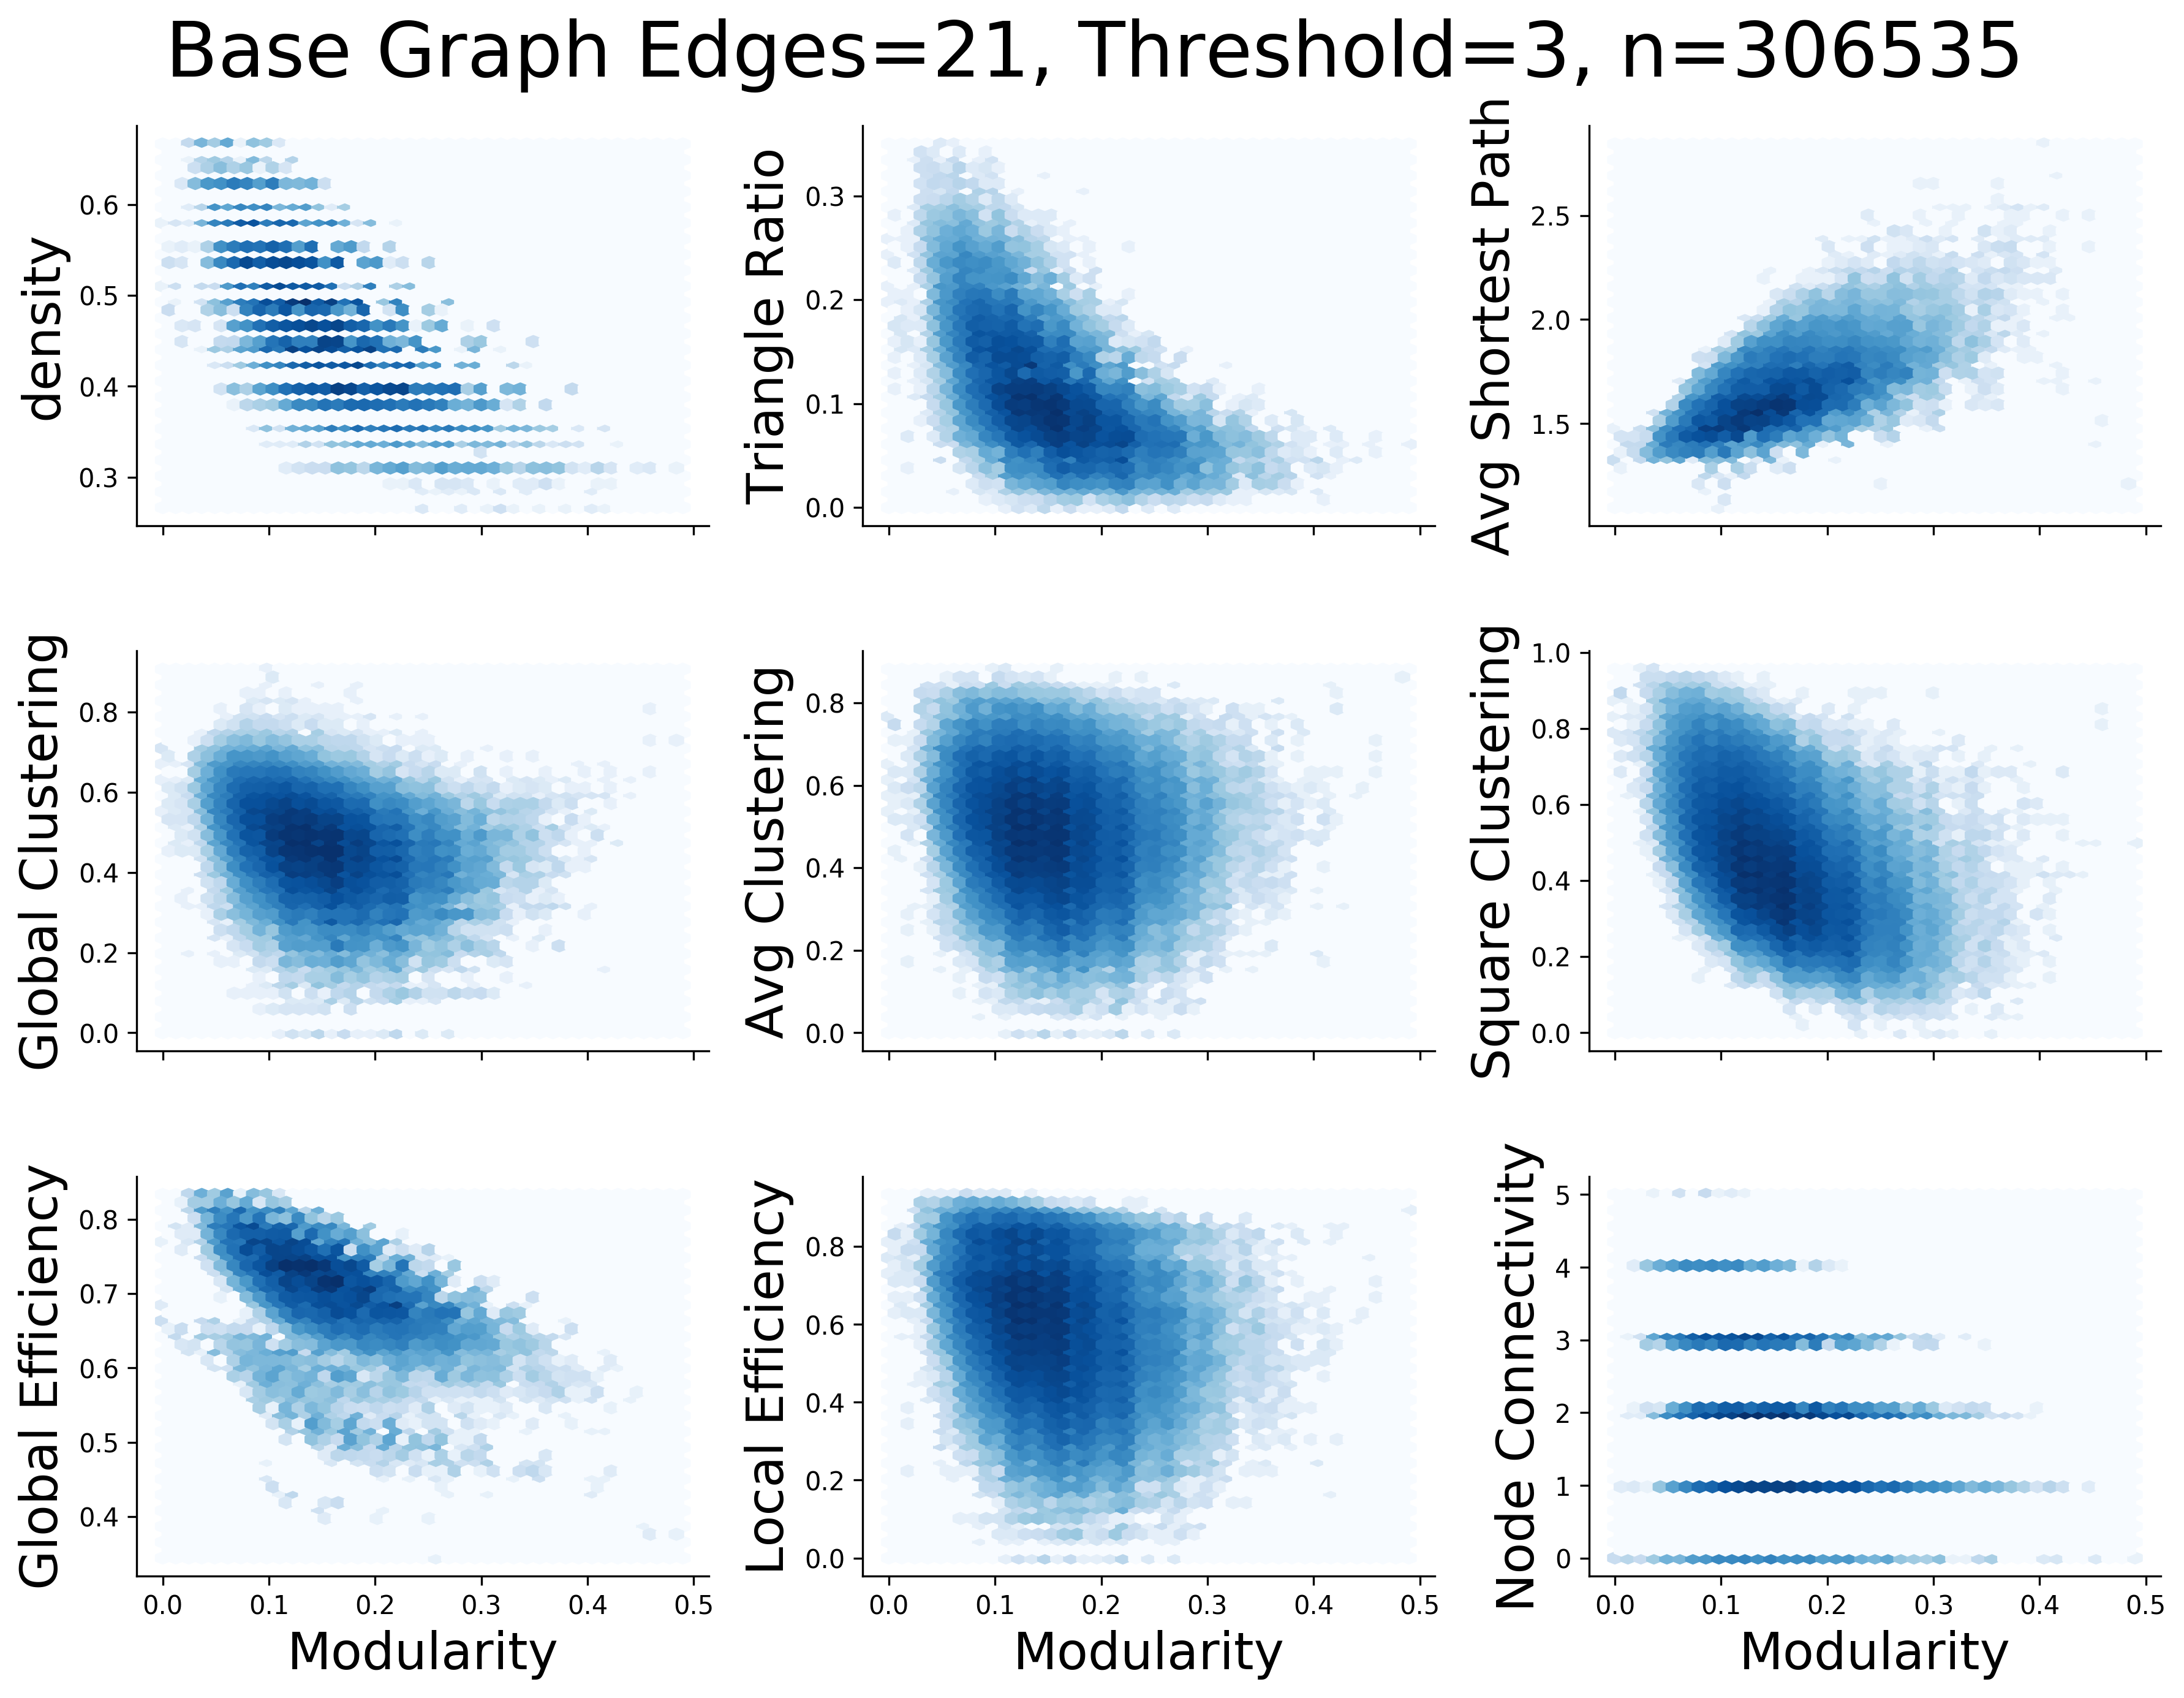 Base Graph Edges=21, Threshold=3, n=306535
density
0.6
0.5
0.4
0.3
Triangle Ratio
0.3
0.2
0.1
0.0
Avg Shortest Path
2.5
2.0
1.5
Global Clustering
0.8
0.6
0.4
0.2
0.0
Avg Clustering
0.8
0.6
0.4
0.2
0.0
Square Clustering
1.0
0.8
0.6
0.4
0.2
0.0
Global Efficiency
0.8
0.7
0.6
0.5
0.4
0.0 0.1 0.2 0.3 0.4 0.5
Modularity
Local Efficiency
0.8
0.6
0.4
0.2
0.0
0.0 0.1 0.2 0.3 0.4 0.5
Modularity
Node Connectivity
5
4
3
2
1
0
0.0 0.1 0.2 0.3 0.4 0.5
Modularity